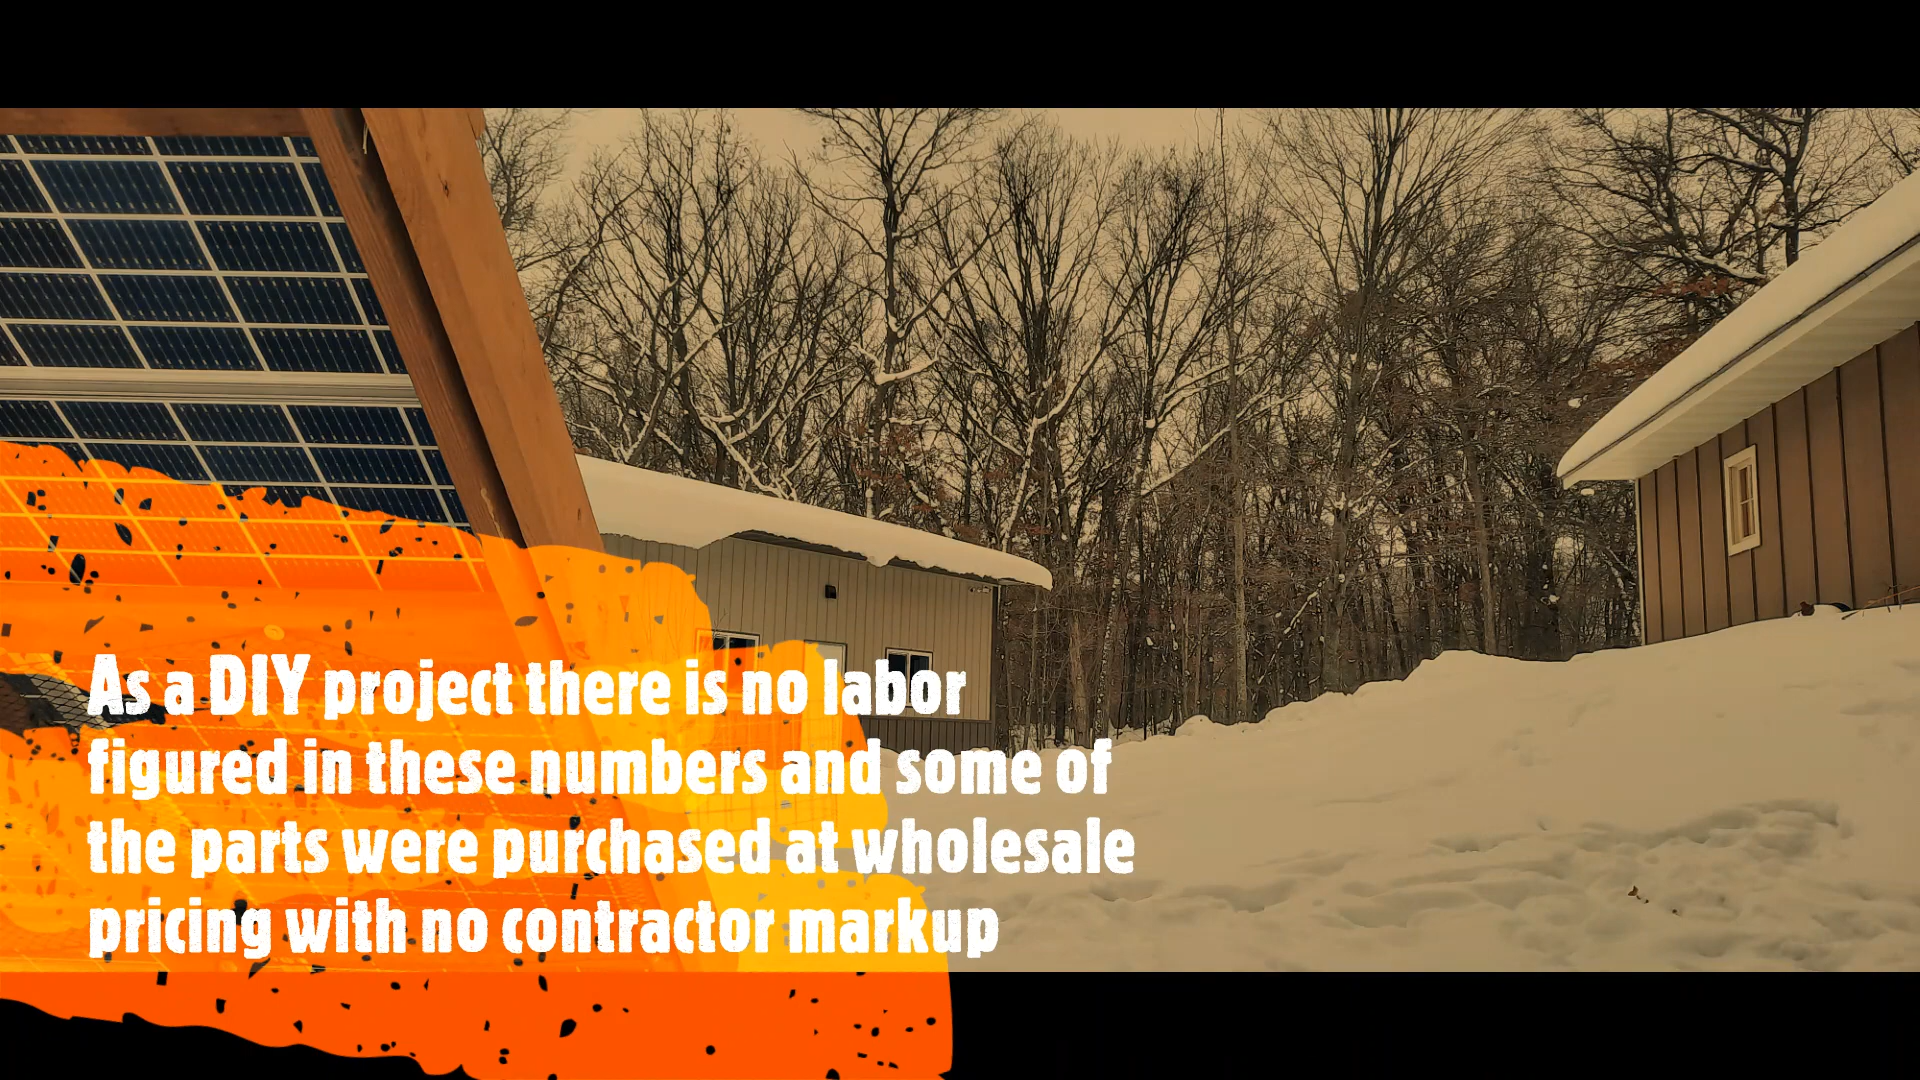 As a DIY project there is no labor
figured in these numbers and some of
the parts were purchased at wholesale
pricing with no contractor markup